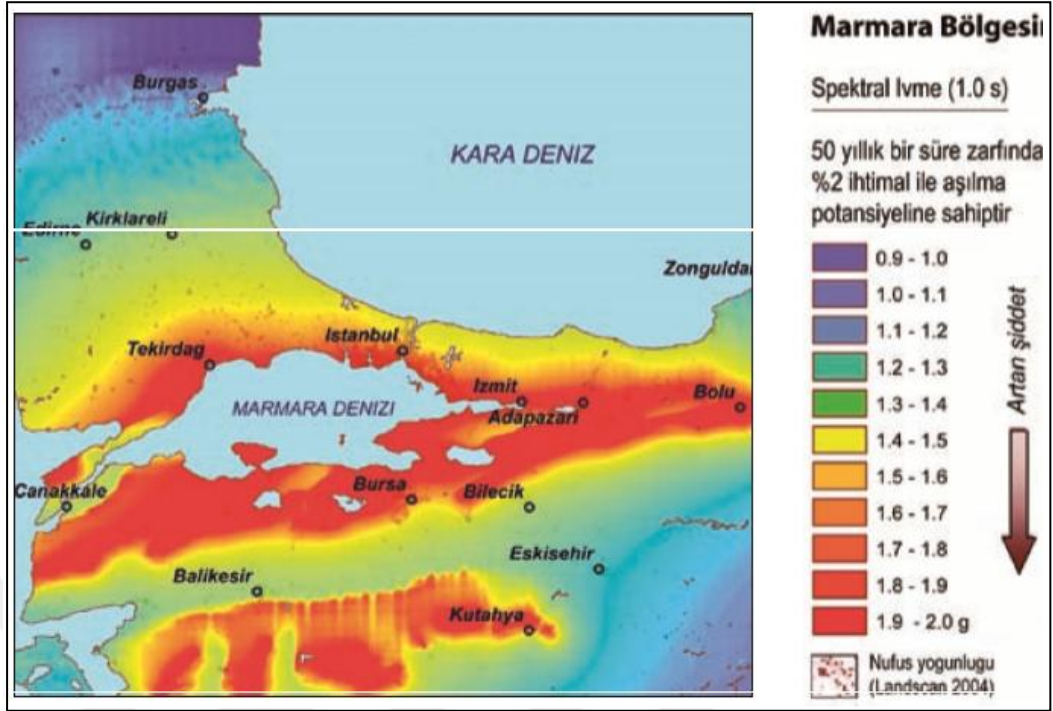 Burgas
KARA DENIZ
Kirklareli
Edirne
Zongulda
Istanbul
Tekirdag
Izmit
Bolu
MARMARA DENIZI
Adapazari
Canakkale
Bursa
Bilecik
Eskisehir
Balikesir
Kutahya
Marmara Bölgesi
Spektral Ivme (1.0 s)
50 yıllık bir süre zarfında
%2 ihtimal ile aşılma
potansiyeline sahiptir
0.9 - 1.0
1.0 - 1.1
1.1 - 1.2
1.2 - 1.3
1.3 - 1.4
1.4 - 1.5
1.5 - 1.6
1.6 - 1.7
1.7 - 1.8
1.8 - 1.9
1.9 - 2.0 g
Artan şiddet
Nufus yogunlugu
(Landscan 2004)